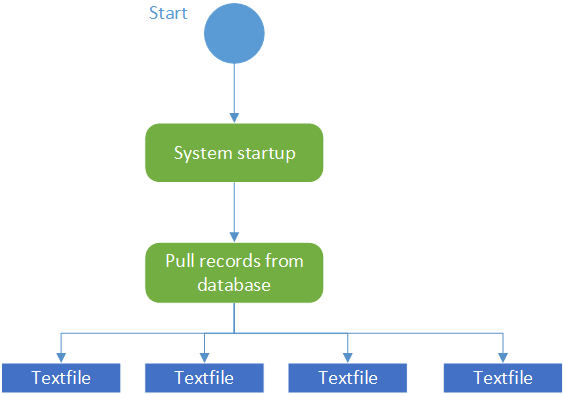 Start
System startup
Pull records from
database
Textfile
Textfile
Textfile
Textfile